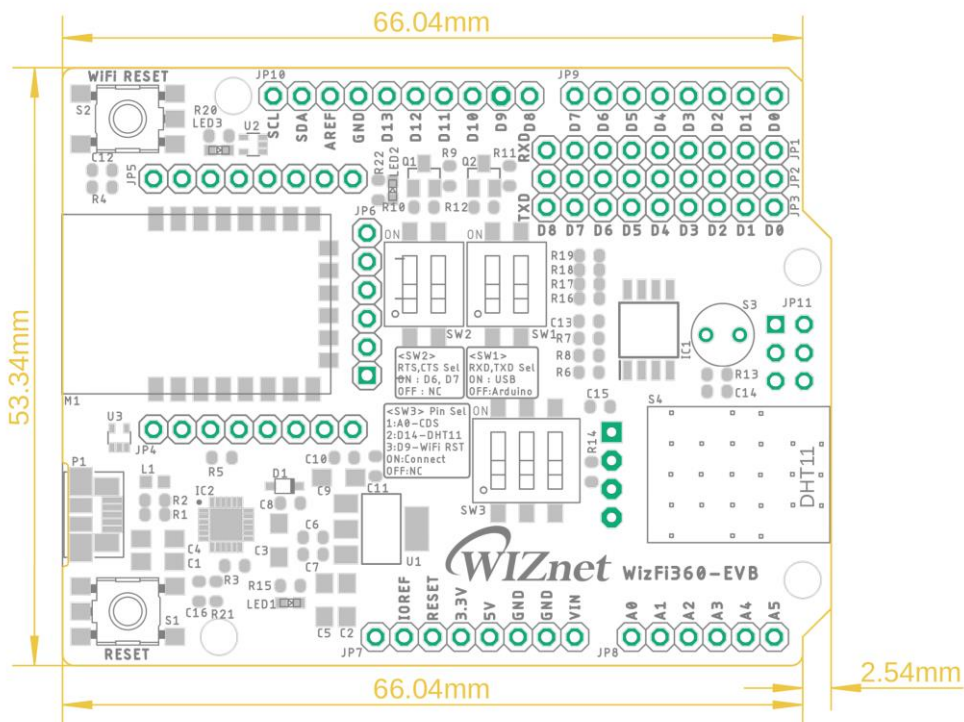 66.04mm
WiFi RESET
S2
R20
LED3
U2
JP10
SCL
SDA
AREF
GND
D13
D12
D11
D10
D9
D8
JP9
D7
D6
D5
D4
D3
D2
D1
D0
C12
R4
JP5
R22
LED2
Q1
R9
Q2
R11
R10
R12
RXD
TXD
JP1
JP2
JP3
D8 D7 D6 D5 D4 D3 D2 D1 D0
JP6
ON
ON
SW2
SW1
R19
R18
R17
R16
C13
R7
R8
R6
IC1
S3
JP11
R13
C14
53.34mm
M1
<SW2>
RTS,CTS Sel
ON : D6, D7
OFF : NC
<SW1>
RXD,TXD Sel
ON : USB
OFF:Arduino
<SW3> Pin Sel
1:A0-CDS
2:D14-DHT11
3:D9-WiFi RST
ON:Connect
OFF:NC
ON
SW3
C15
R14
S4
DHT11
U3
JP4
P1
L1
R5
C10
D1
C9
C8
C11
IC2
R2
R1
C4
C1
C3
C6
C7
U1
R3
R15
LED1
C16
R21
C5
C2
S1
RESET
WIZnet
WizFi360-EVB
JP7
IOREF
RESET
3.3V
5V
GND
GND
VIN
JP8
A0
A1
A2
A3
A4
A5
66.04mm
2.54mm